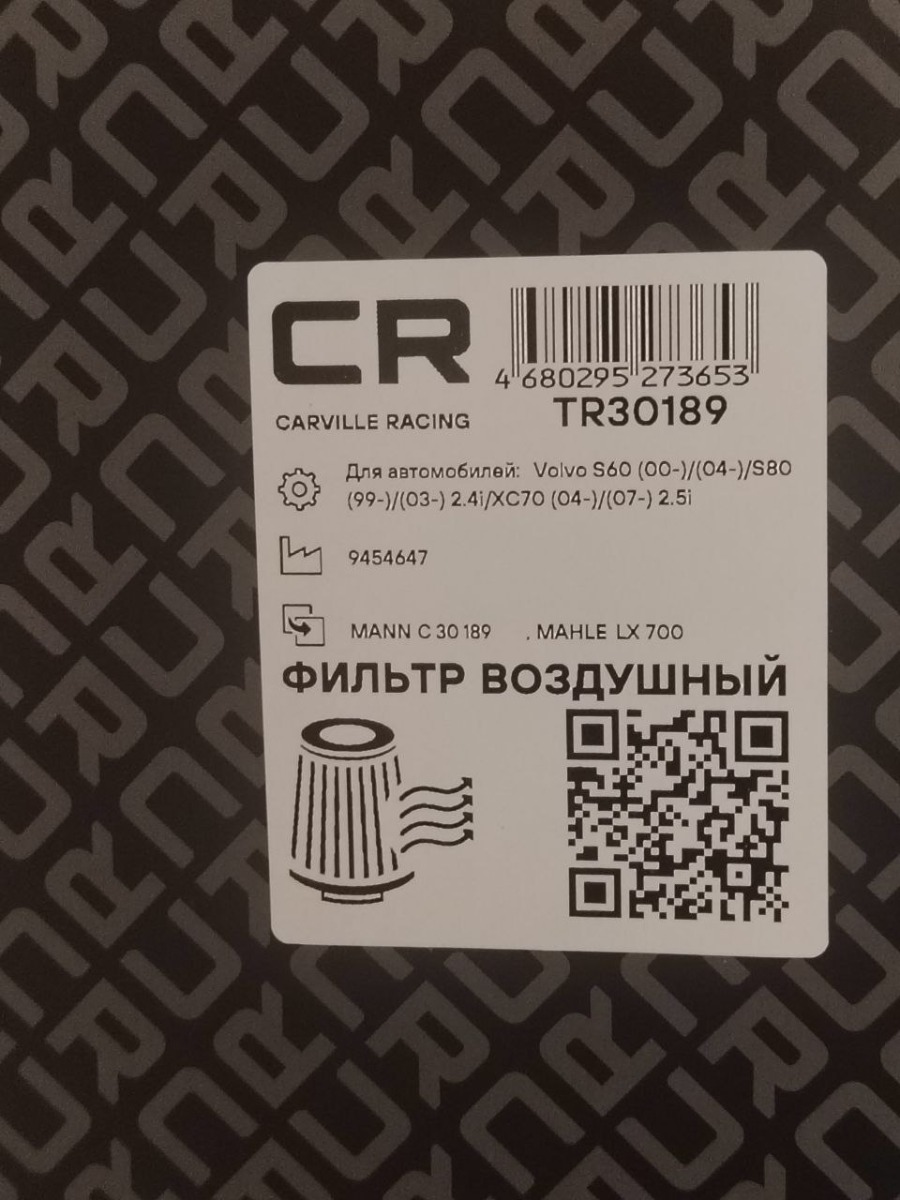 CR
CARVILLE RACING
4 680295 273653
TR30189
Для автомобилей: Volvo S60 (00-)/(04-)/S80
(99-)/(03-) 2.4i/XC70 (04-)/(07-) 2.5i
9454647
MANN C 30 189 , MAHLE LX 700
ФИЛЬТР ВОЗДУШНЫЙ